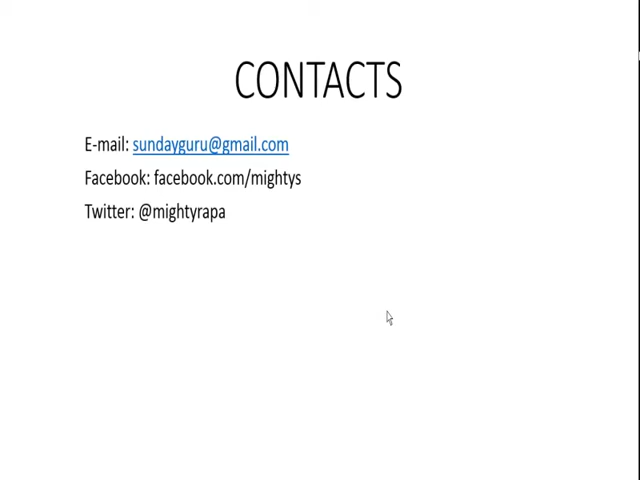 CONTACTS
E-mail: sundayguru@gmail.com
Facebook: facebook.com/mightys
Twitter: @mightyrapa